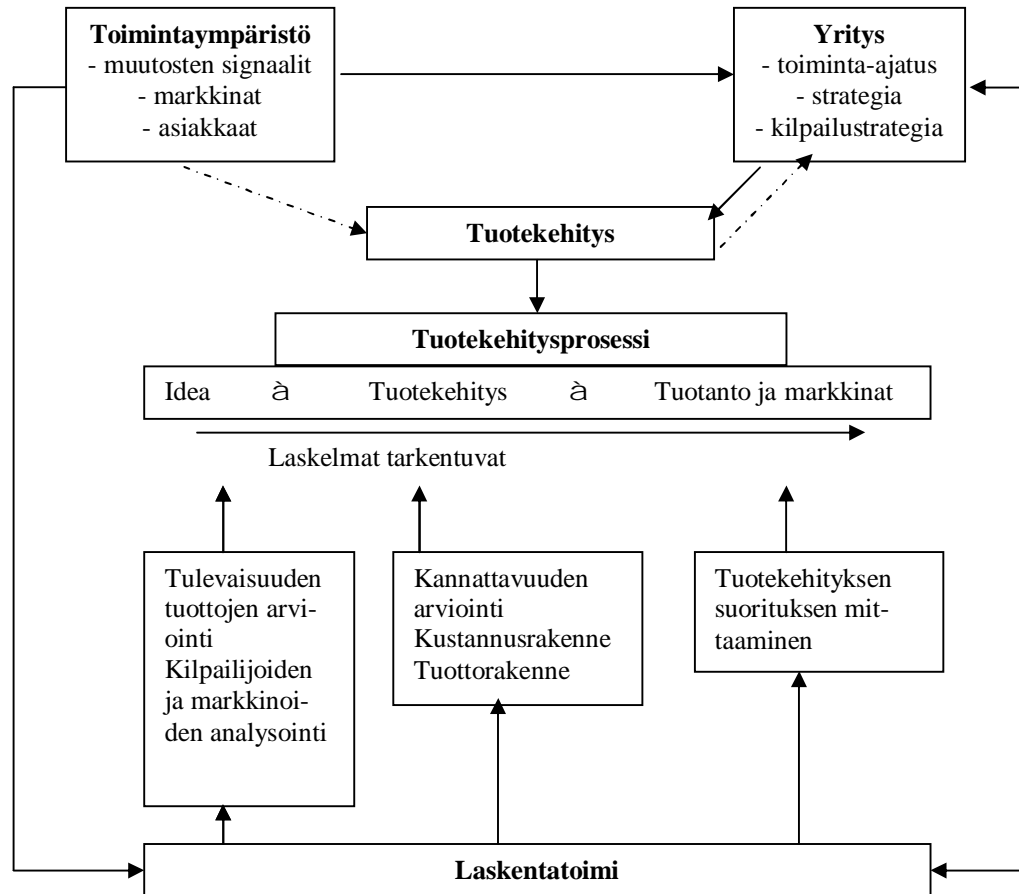 Toimintaympäristö
- muutosten signaalit
- markkinat
- asiakkaat
Yritys
- toiminta-ajatus
- strategia
- kilpailustrategia
Tuotekehitys
Tuotekehitysprosessi
Idea à Tuotekehitys à Tuotanto ja markkinat
Laskelmat tarkentuvat
Tulevaisuuden
tuottojen arvi-
ointi
Kilpailijoiden
ja markkinoi-
den analysointi
Kannattavuuden
arviointi
Kustannusrakenne
Tuottorakenne
Tuotekehityksen
suorituksen mit-
taaminen
Laskentatoimi